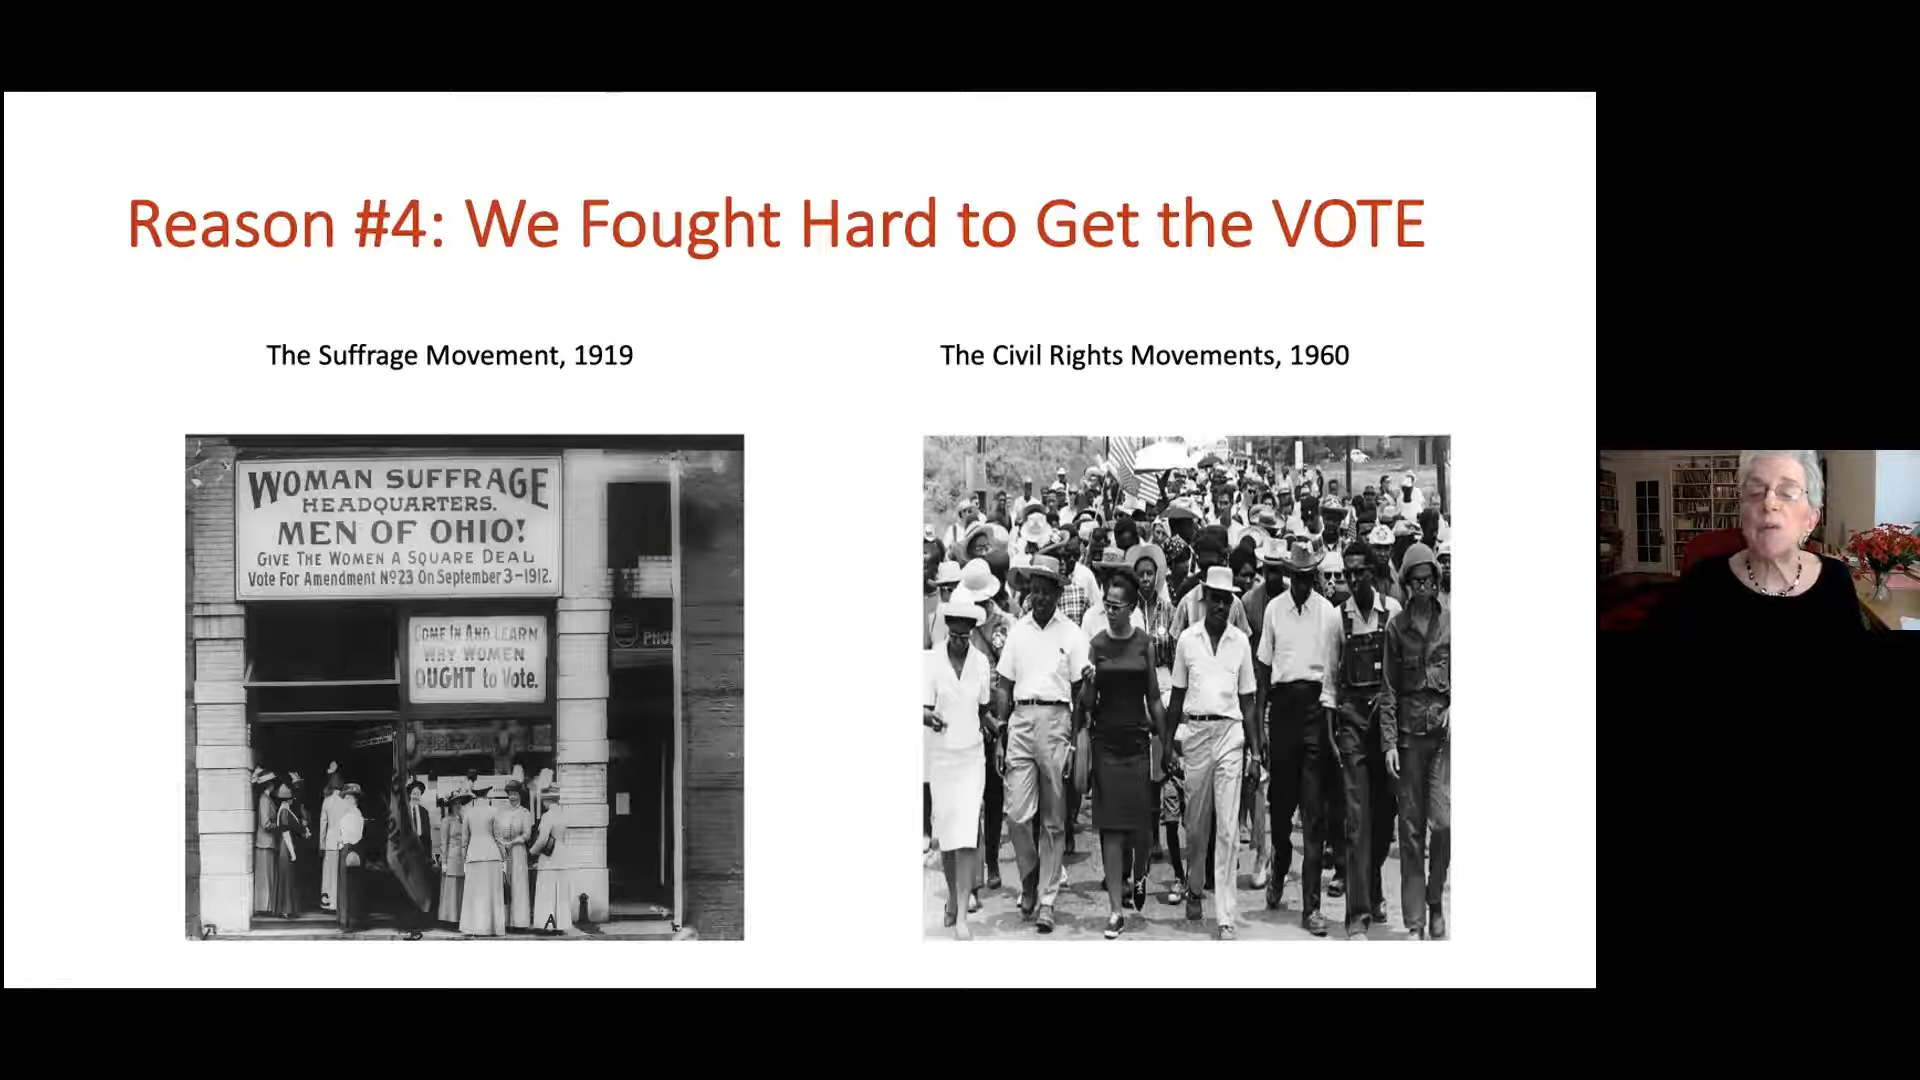 Reason #4: We Fought Hard to Get the VOTE
The Suffrage Movement, 1919
The Civil Rights Movements, 1960
WOMAN SUFFRAGE
HEADQUARTERS.
MEN OF OHIO!
GIVE THE WOMEN A SQUARE DEAL
Vote For Amendment No23 On September 3-1912.
COME IN AND LEARN
WHY WOMEN
OUGHT to Vote.
PHO